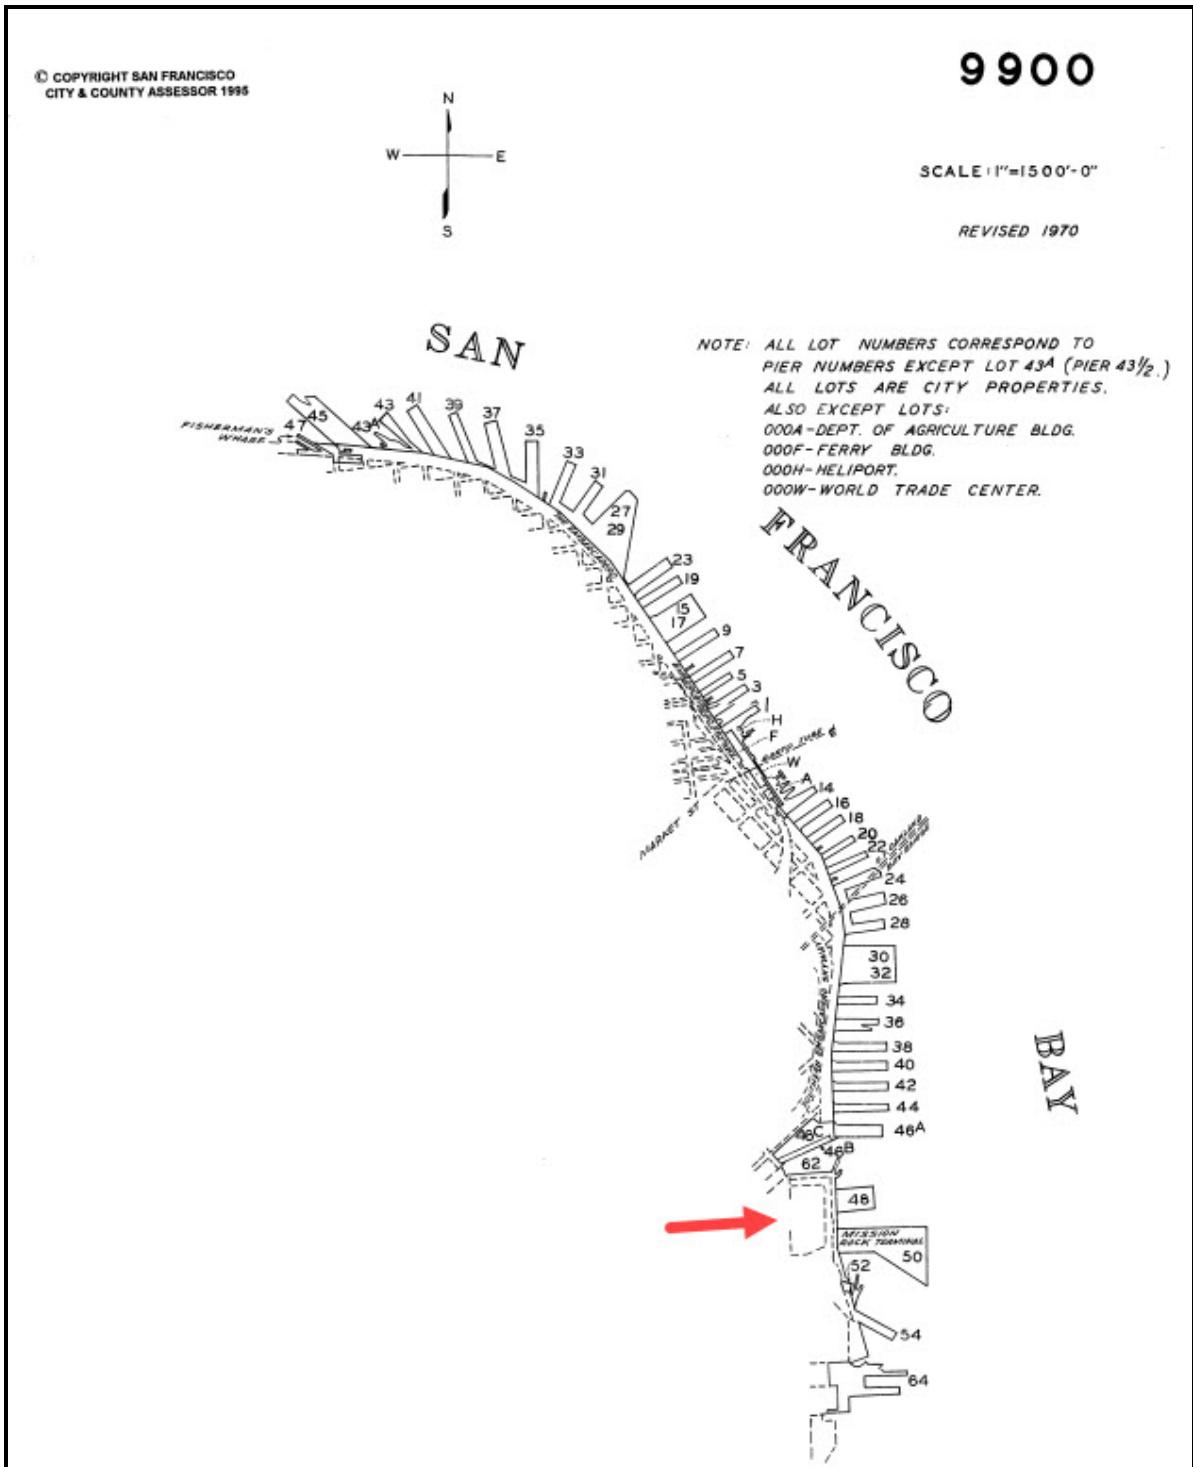 © COPYRIGHT SAN FRANCISCO
CITY & COUNTY ASSESSOR 1995
9900
N
W
E
S
SCALE: 1"=1500'-0"
REVISED 1970
SAN
NOTE: ALL LOT NUMBERS CORRESPOND TO
PIER NUMBERS EXCEPT LOT 43A (PIER 43½.)
ALL LOTS ARE CITY PROPERTIES.
ALSO EXCEPT LOTS:
000A-DEPT. OF AGRICULTURE BLDG.
000F-FERRY BLDG.
000H-HELIPORT.
000W-WORLD TRADE CENTER.
FISHERMAN'S
WHARF
47
45
43A
43
41
39
37
35
33
31
27
29
THE EMBARCADERO
FRANCISCO
23
19
15
17
9
7
5
3
1
H
F
W
A
MARKET ST
14
16
18
20
22
OAKLAND
BAY BRIDGE
24
26
28
30
32
34
36
38
40
42
44
46A
BAY
46B
62
48
MISSION
ROCK TERMINAL
50
52
54
64